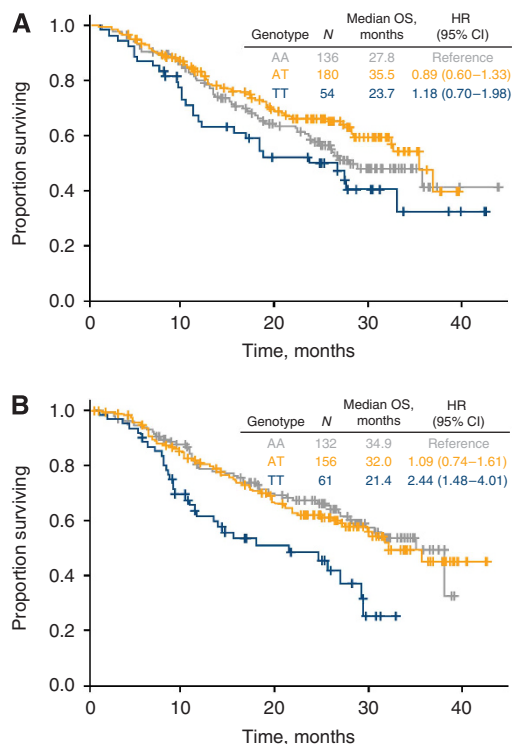 A
Proportion surviving
1.0
0.8
0.6
0.4
0.2
0.0
0 10 20 30 40
Time, months
Genotype N Median OS, months HR (95% CI)
AA 136 27.8 Reference
AT 180 35.5 0.89 (0.60–1.33)
TT 54 23.7 1.18 (0.70–1.98)
B
Proportion surviving
1.0
0.8
0.6
0.4
0.2
0.0
0 10 20 30 40
Time, months
Genotype N Median OS, months HR (95% CI)
AA 132 34.9 Reference
AT 156 32.0 1.09 (0.74–1.61)
TT 61 21.4 2.44 (1.48–4.01)